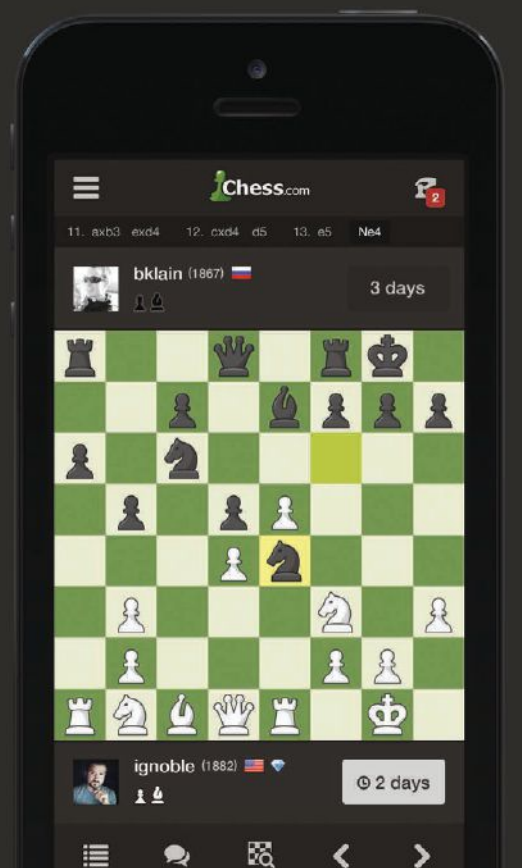 Chess.com
2
11. axb3 exd4 12. cxd4 d5 13. e5 Ne4
bklain (1867)
3 days
ignoble (1882)
2 days